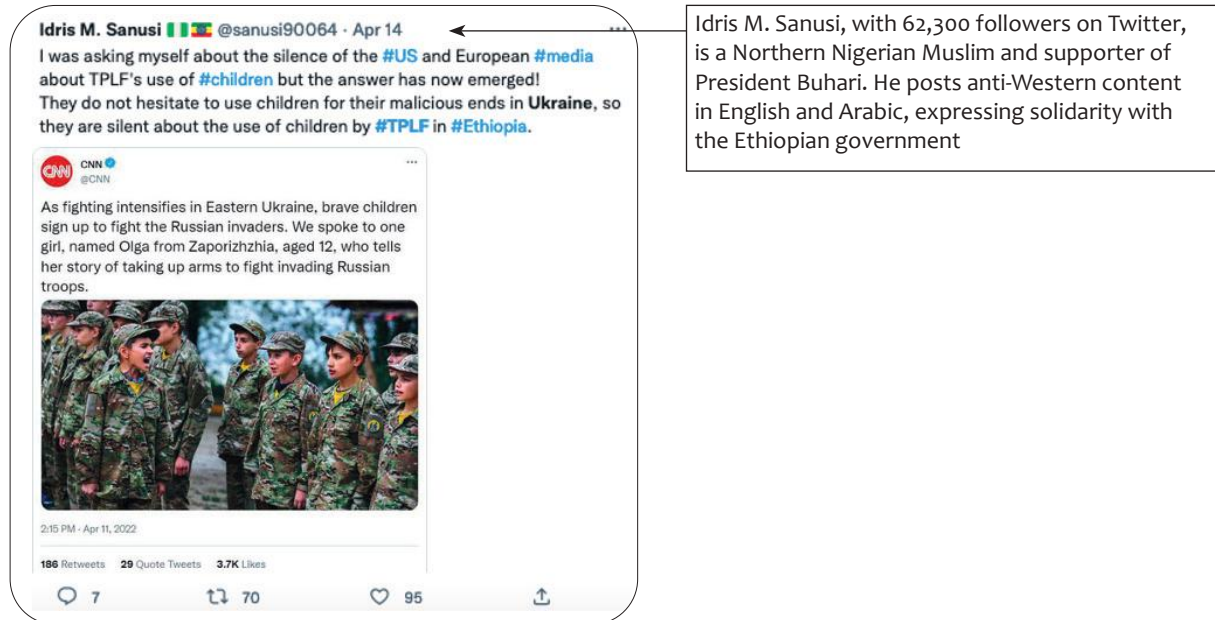 Idris M. Sanusi @sanusi90064 · Apr 14
I was asking myself about the silence of the #US and European #media
about TPLF's use of #children but the answer has now emerged!
They do not hesitate to use children for their malicious ends in Ukraine, so
they are silent about the use of children by #TPLF in #Ethiopia.
CNN
CNN
@CNN
As fighting intensifies in Eastern Ukraine, brave children
sign up to fight the Russian invaders. We spoke to one
girl, named Olga from Zaporizhzhia, aged 12, who tells
her story of taking up arms to fight invading Russian
troops.
2:15 PM · Apr 11, 2022
186 Retweets 29 Quote Tweets 3.7K Likes
7 70 95
Idris M. Sanusi, with 62,300 followers on Twitter,
is a Northern Nigerian Muslim and supporter of
President Buhari. He posts anti-Western content
in English and Arabic, expressing solidarity with
the Ethiopian government